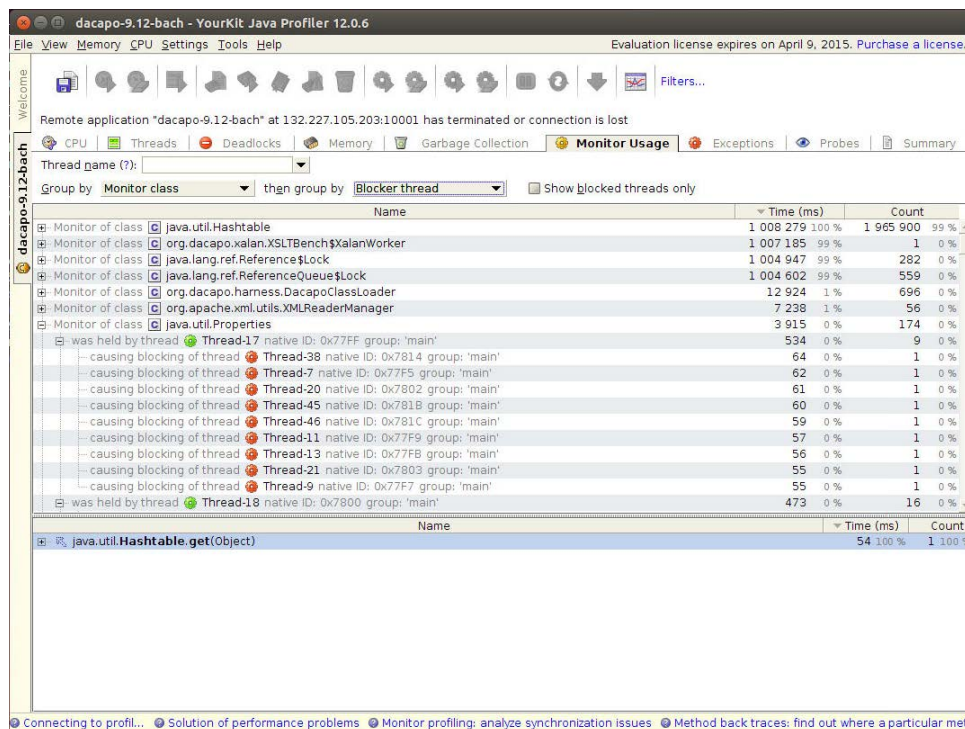 dacapo-9.12-bach - YourKit Java Profiler 12.0.6
File View Memory CPU Settings Tools Help Evaluation license expires on April 9, 2015. Purchase a license.
Welcome
dacapo-9.12-bach
Filters...
Remote application "dacapo-9.12-bach" at 132.227.105.203:10001 has terminated or connection is lost
CPU Threads Deadlocks Memory Garbage Collection Monitor Usage Exceptions Probes Summary
Thread name (?):
Group by Monitor class then group by Blocker thread Show blocked threads only
Name Time (ms) Count
Monitor of class C java.util.Hashtable 1 008 279 100 % 1 965 900 99 %
Monitor of class C org.dacapo.xalan.XSLTBench$XalanWorker 1 007 185 99 % 1 0 %
Monitor of class C java.lang.ref.Reference$Lock 1 004 947 99 % 282 0 %
Monitor of class C java.lang.ref.ReferenceQueue$Lock 1 004 602 99 % 559 0 %
Monitor of class C org.dacapo.harness.DacapoClassLoader 12 924 1 % 696 0 %
Monitor of class C org.apache.xml.utils.XMLReaderManager 7 238 1 % 56 0 %
Monitor of class C java.util.Properties 3 915 0 % 174 0 %
was held by thread Thread-17 native ID: 0x77FF group: 'main' 534 0 % 9 0 %
causing blocking of thread Thread-38 native ID: 0x7814 group: 'main' 64 0 % 1 0 %
causing blocking of thread Thread-7 native ID: 0x77F5 group: 'main' 62 0 % 1 0 %
causing blocking of thread Thread-20 native ID: 0x7802 group: 'main' 61 0 % 1 0 %
causing blocking of thread Thread-45 native ID: 0x781B group: 'main' 60 0 % 1 0 %
causing blocking of thread Thread-46 native ID: 0x781C group: 'main' 59 0 % 1 0 %
causing blocking of thread Thread-11 native ID: 0x77F9 group: 'main' 57 0 % 1 0 %
causing blocking of thread Thread-13 native ID: 0x77FB group: 'main' 56 0 % 1 0 %
causing blocking of thread Thread-21 native ID: 0x7803 group: 'main' 55 0 % 1 0 %
causing blocking of thread Thread-9 native ID: 0x77F7 group: 'main' 55 0 % 1 0 %
was held by thread Thread-18 native ID: 0x7800 group: 'main' 473 0 % 16 0 %
Name Time (ms) Count
java.util.Hashtable.get(Object) 54 100 % 1 100 %
Connecting to profil... Solution of performance problems Monitor profiling: analyze synchronization issues Method back traces: find out where a particular met